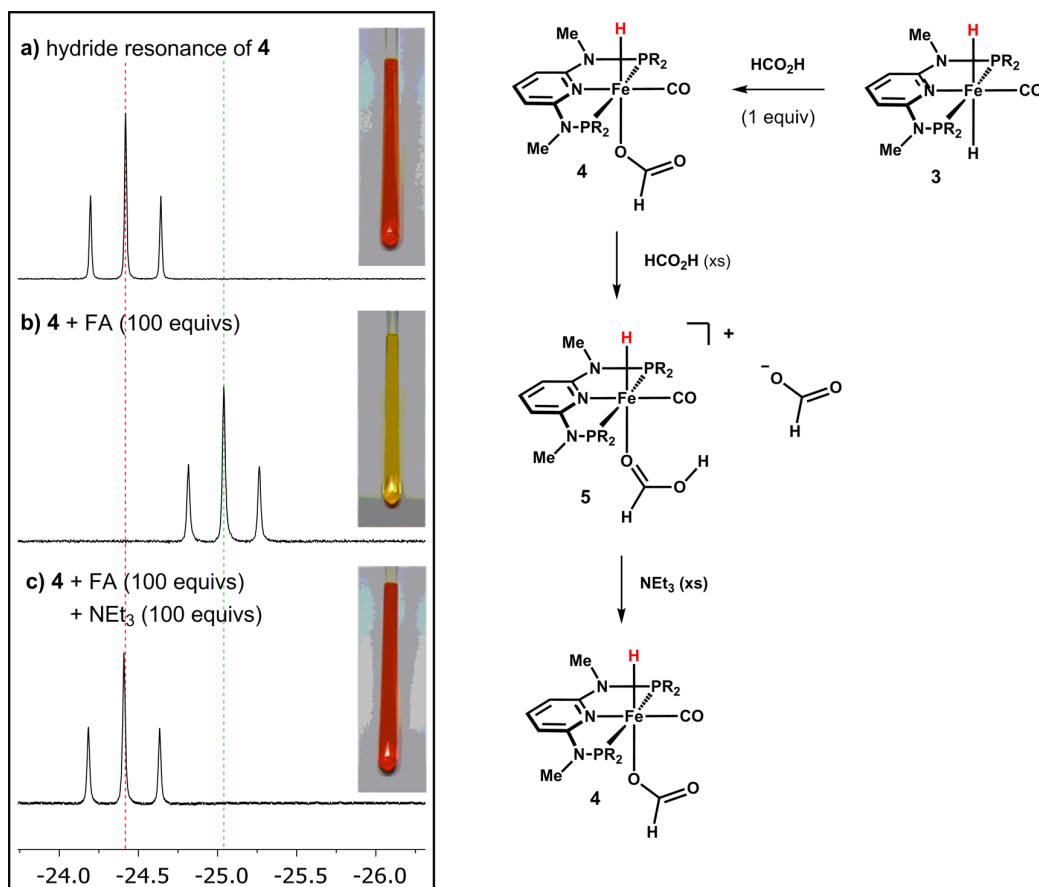 a) hydride resonance of 4
b) 4 + FA (100 equivs)
c) 4 + FA (100 equivs)
+ NEt3 (100 equivs)
-24.0 -24.5 -25.0 -25.5 -26.0
Me
H
N
PR2
N
Fe
CO
N
PR2
Me
O
O
H
4
HCO2H
(1 equiv)
H
Me
N
PR2
N
Fe
CO
N
PR2
Me
H
3
HCO2H (xs)
H
Me
N
PR2
N
Fe
CO
N
PR2
Me
O
H
O
H
5
+
−
O
O
H
NEt3 (xs)
H
Me
N
PR2
N
Fe
CO
N
PR2
Me
O
O
H
4